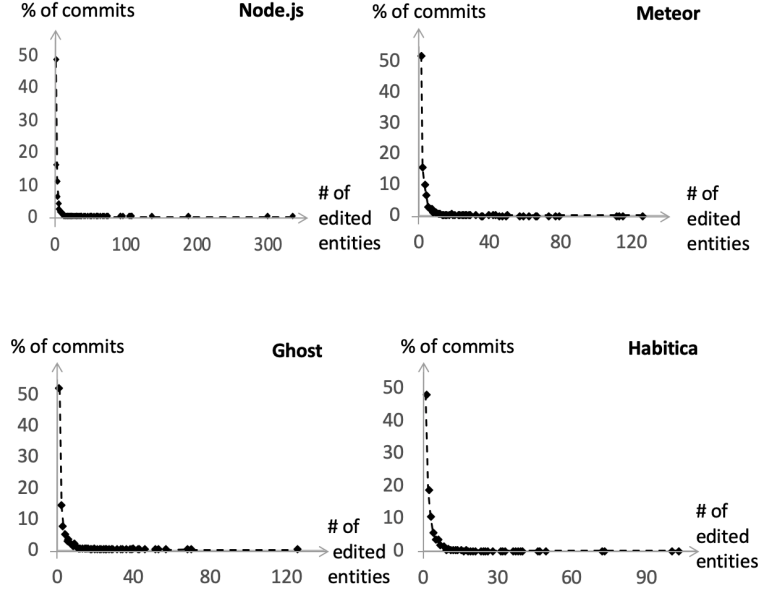 % of commits Node.js
50
40
30
20
10
0
0 100 200 300
# of
edited
entities
% of commits Meteor
50
40
30
20
10
0
0 40 80 120
# of
edited
entities
% of commits Ghost
50
40
30
20
10
0
0 40 80 120
# of
edited
entities
% of commits Habitica
50
40
30
20
10
0
0 30 60 90
# of
edited
entities